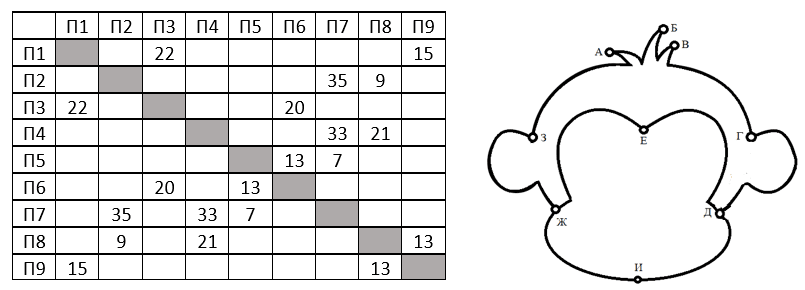 П1 П2 П3 П4 П5 П6 П7 П8 П9
П1 22 15
П2 35 9
П3 22 20
П4 33 21
П5 13 7
П6 20 13
П7 35 33 7
П8 9 21 13
П9 15 13
Б
А В
З Е Г
Ж Д
И